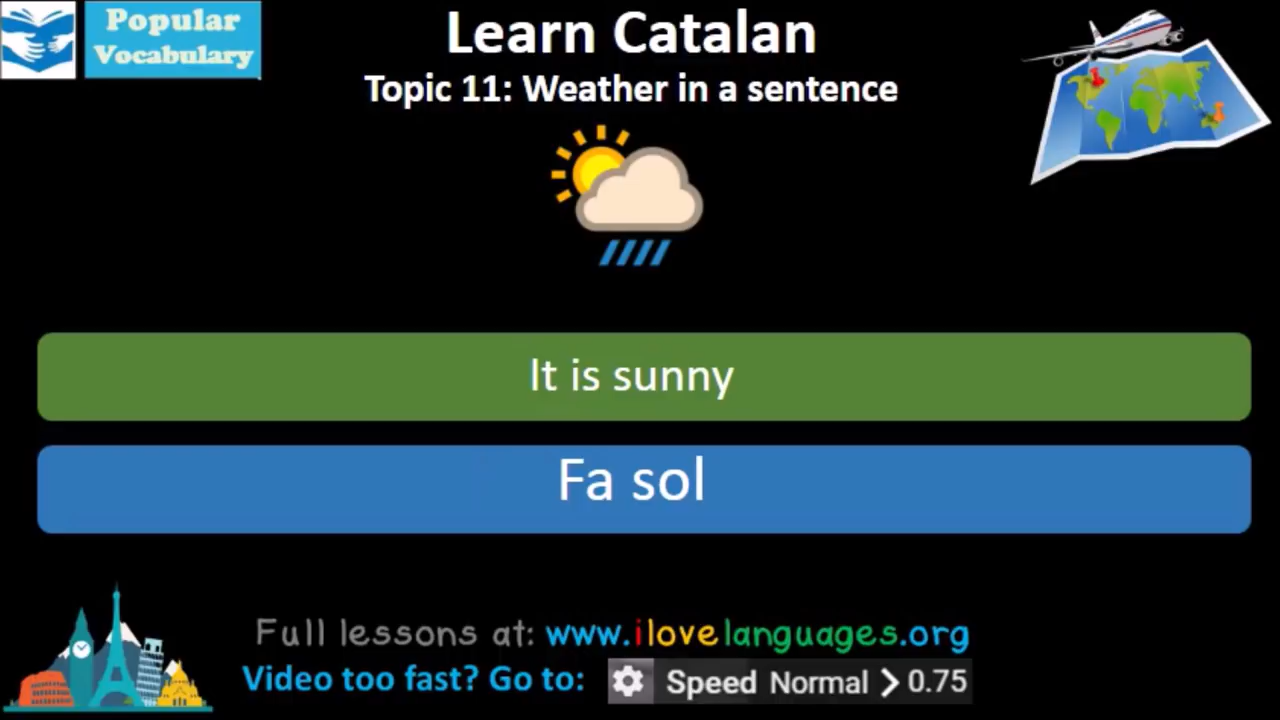 Popular
Vocabulary
Learn Catalan
Topic 11: Weather in a sentence
It is sunny
Fa sol
Full lessons at: www.ilovelanguages.org
Video too fast? Go to: Speed Normal > 0.75